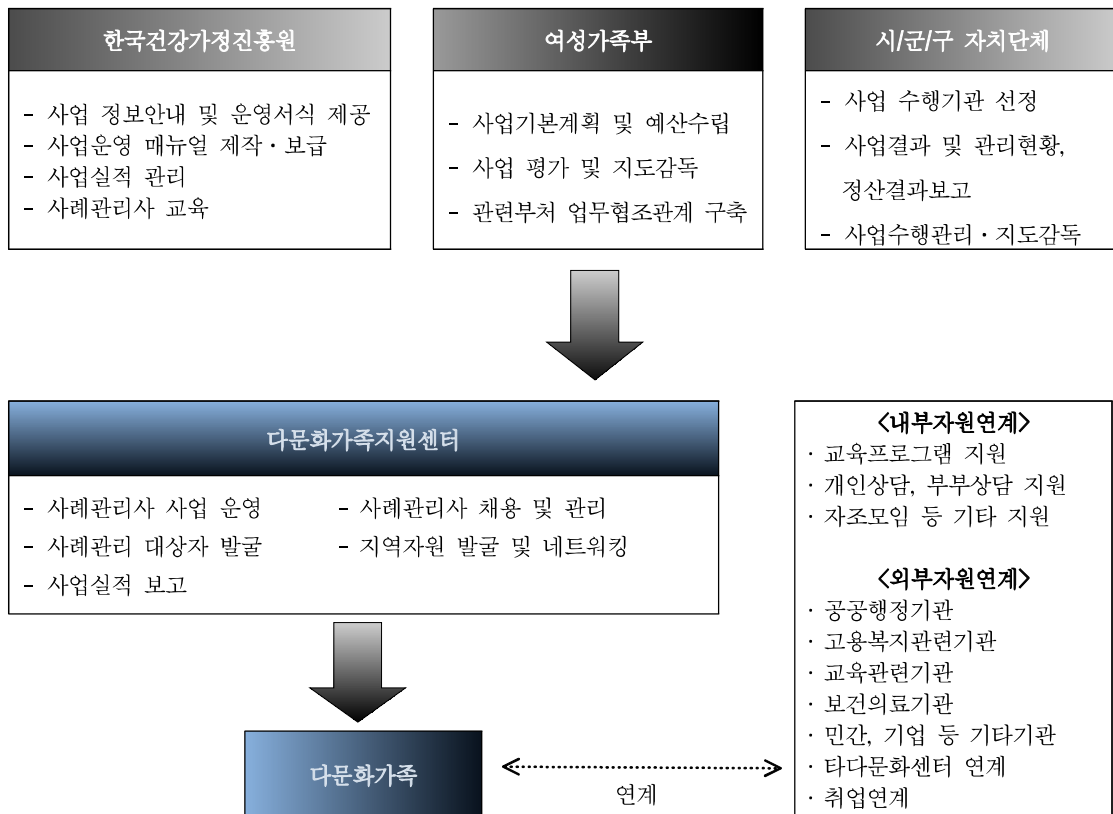 한국건강가정진흥원
- 사업 정보안내 및 운영서식 제공
- 사업운영 매뉴얼 제작·보급
- 사업실적 관리
- 사례관리사 교육
여성가족부
- 사업기본계획 및 예산수립
- 사업 평가 및 지도감독
- 관련부처 업무협조관계 구축
시/군/구 자치단체
- 사업 수행기관 선정
- 사업결과 및 관리현황,
정산결과보고
- 사업수행관리·지도감독
다문화가족지원센터
- 사례관리사 사업 운영
- 사례관리 대상자 발굴
- 사업실적 보고
- 사례관리사 채용 및 관리
- 지역자원 발굴 및 네트워킹
<내부자원연계>
· 교육프로그램 지원
· 개인상담, 부부상담 지원
· 자조모임 등 기타 지원
<외부자원연계>
· 공공행정기관
· 고용복지관련기관
· 교육관련기관
· 보건의료기관
· 민간, 기업 등 기타기관
· 타다문화센터 연계
· 취업연계
다문화가족
연계